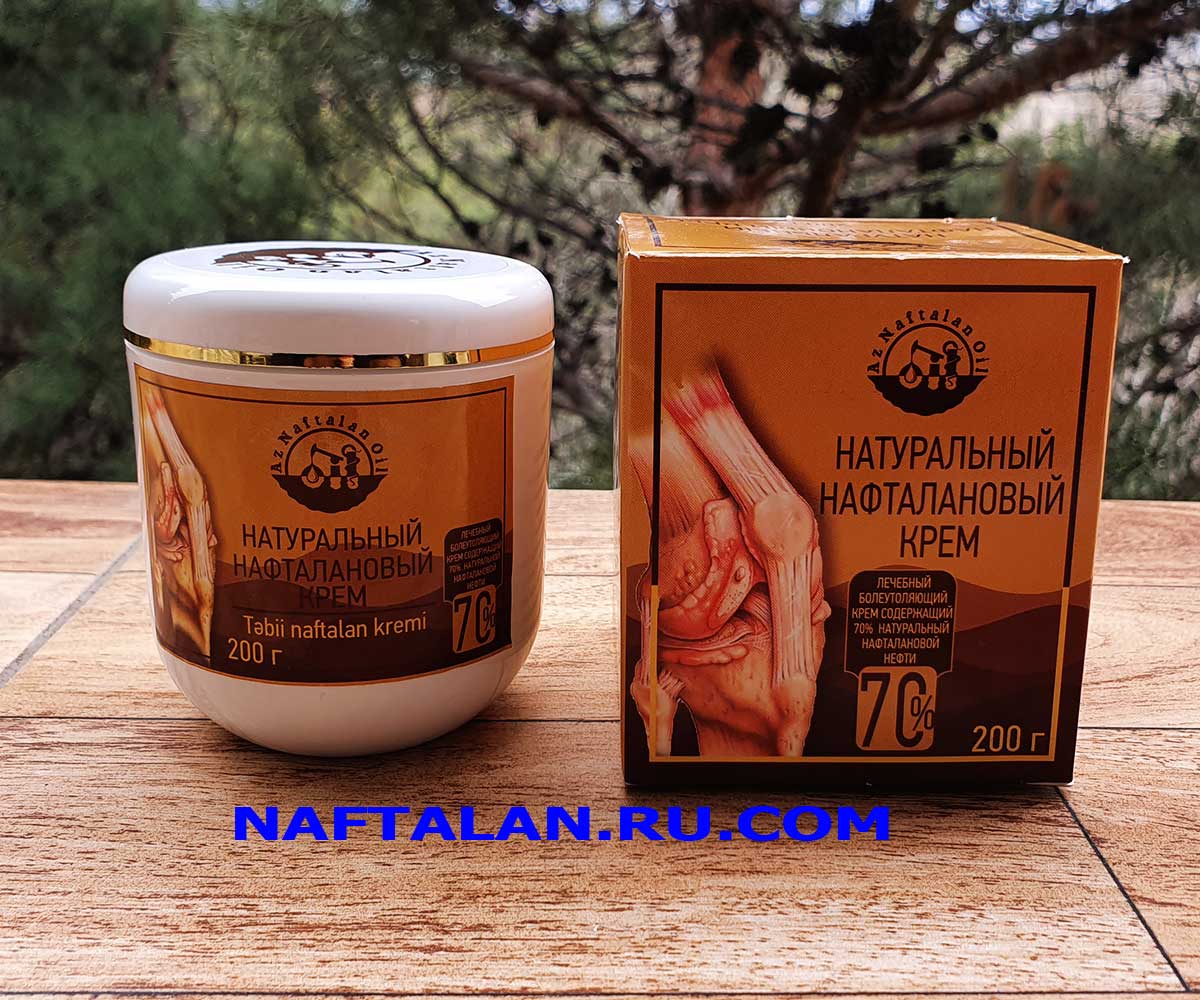 Az Naftalan Oil
НАТУРАЛЬНЫЙ
НАФТАЛАНОВЫЙ
КРЕМ
Təbii naftalan kremi
200 г
ЛЕЧЕБНЫЙ
БОЛЕУТОЛЯЮЩИЙ
КРЕМ СОДЕРЖАЩИЙ
70% НАТУРАЛЬНОЙ
НАФТАЛАНОВОЙ
НЕФТИ
70%
Az Naftalan Oil
НАТУРАЛЬНЫЙ
НАФТАЛАНОВЫЙ
КРЕМ
ЛЕЧЕБНЫЙ
БОЛЕУТОЛЯЮЩИЙ
КРЕМ СОДЕРЖАЩИЙ
70% НАТУРАЛЬНЫЙ
НАФТАЛАНОВОЙ
НЕФТИ
70%
200 г
NAFTALAN.RU.COM